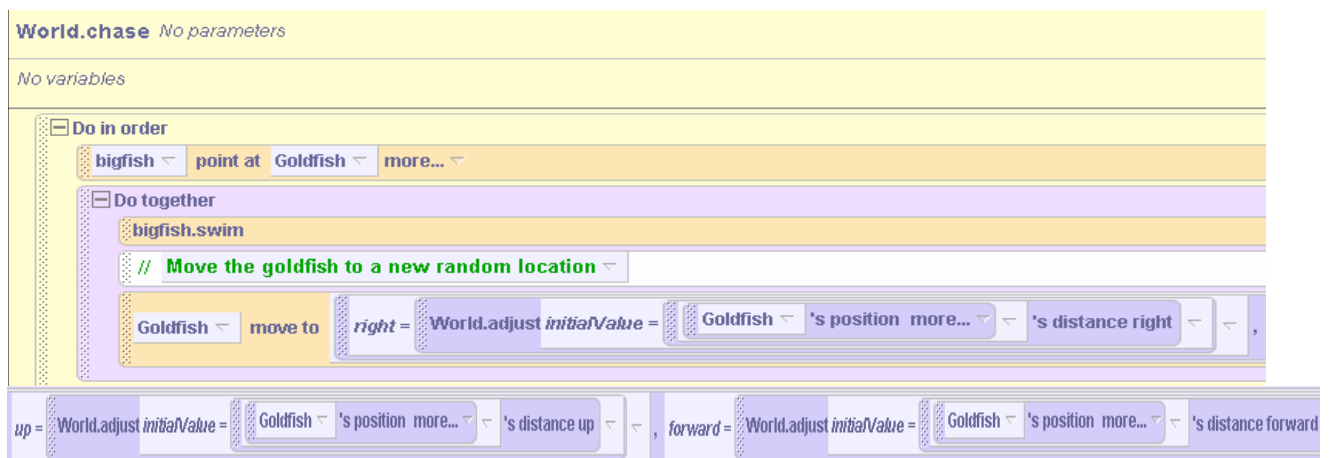 World.chase No parameters
No variables
Do in order
bigfish point at Goldfish more...
Do together
bigfish.swim
// Move the goldfish to a new random location
Goldfish move to right = World.adjust initialValue = Goldfish 's position more... 's distance right ,
up = World.adjust initialValue = Goldfish 's position more... 's distance up , forward = World.adjust initialValue = Goldfish 's position more... 's distance forward